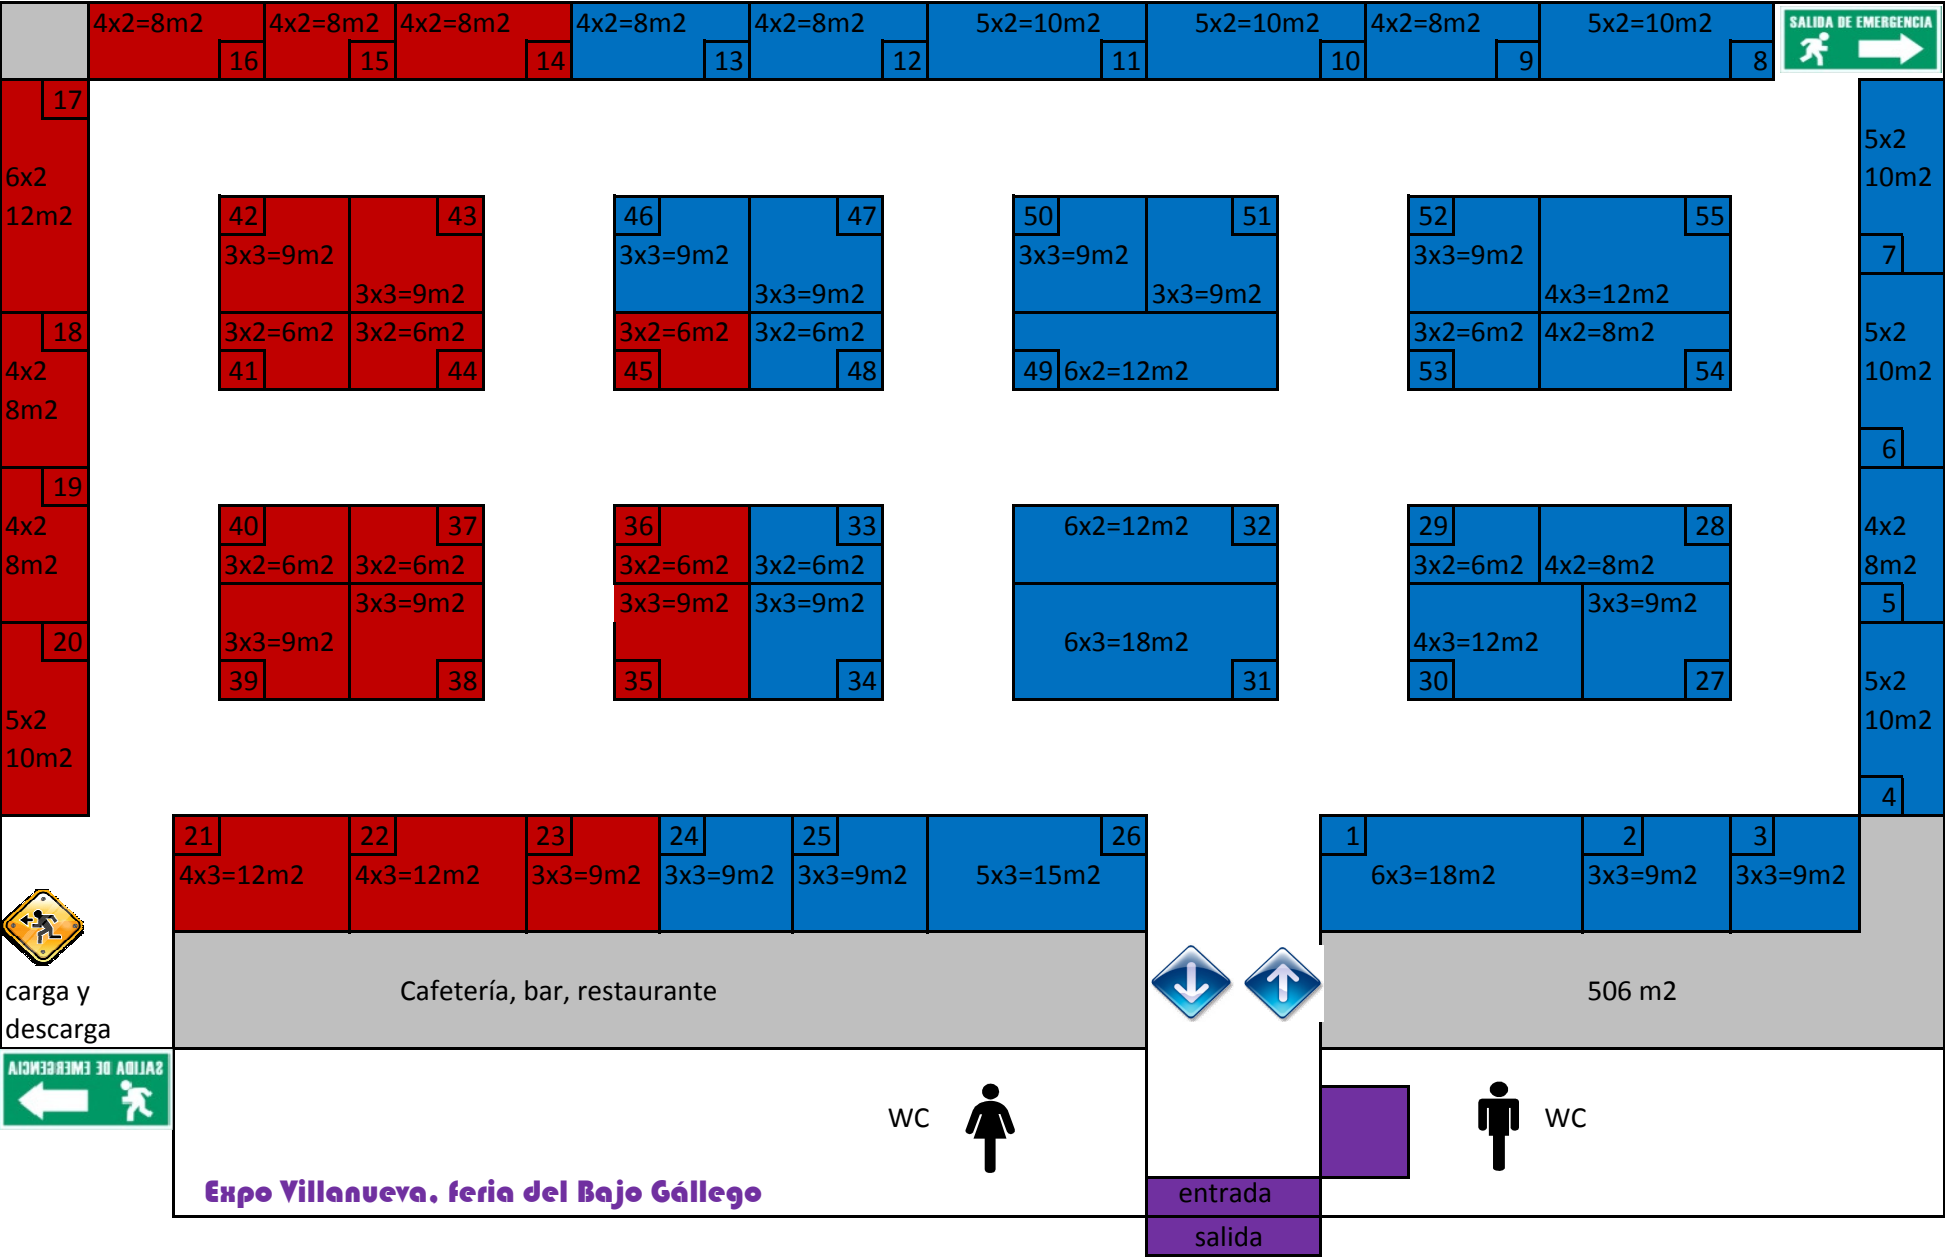 4x2=8m2 4x2=8m2 4x2=8m2 4x2=8m2 4x2=8m2 5x2=10m2 5x2=10m2 4x2=8m2 5x2=10m2 SALIDA DE EMERGENCIA
16 15 14 13 12 11 10 9 8
17
5x2
6x2 10m2
12m2 42 43 46 47 50 51 52 55
3x3=9m2 3x3=9m2 3x3=9m2 3x3=9m2 7
3x3=9m2 3x3=9m2 3x3=9m2 4x3=12m2
18 3x2=6m2 3x2=6m2 3x2=6m2 3x2=6m2 3x2=6m2 4x2=8m2 5x2
4x2 41 44 45 48 49 6x2=12m2 53 54 10m2
8m2
6
19
4x2 40 37 36 33 6x2=12m2 32 29 28 4x2
8m2 3x2=6m2 3x2=6m2 3x2=6m2 3x2=6m2 3x2=6m2 4x2=8m2 8m2
3x3=9m2 3x3=9m2 3x3=9m2 3x3=9m2 5
20 3x3=9m2 6x3=18m2 4x3=12m2
39 38 35 34 31 30 27 5x2
5x2 10m2
10m2
4
21 22 23 24 25 26 1 2 3
4x3=12m2 4x3=12m2 3x3=9m2 3x3=9m2 3x3=9m2 5x3=15m2 6x3=18m2 3x3=9m2 3x3=9m2
carga y Cafetería, bar, restaurante 506 m2
descarga
SALIDA DE EMERGENCIA
WC WC
Expo Villanueva, feria del Bajo Gállego entrada
salida